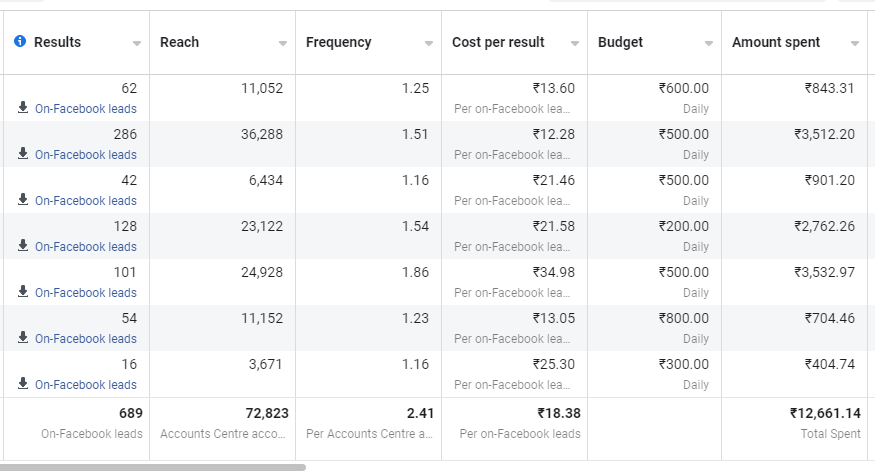 Results Reach Frequency Cost per result Budget Amount spent
62 11,052 1.25 ₹13.60 ₹600.00 ₹843.31
On-Facebook leads Per on-Facebook lea... Daily
286 36,288 1.51 ₹12.28 ₹500.00 ₹3,512.20
On-Facebook leads Per on-Facebook lea... Daily
42 6,434 1.16 ₹21.46 ₹500.00 ₹901.20
On-Facebook leads Per on-Facebook lea... Daily
128 23,122 1.54 ₹21.58 ₹200.00 ₹2,762.26
On-Facebook leads Per on-Facebook lea... Daily
101 24,928 1.86 ₹34.98 ₹500.00 ₹3,532.97
On-Facebook leads Per on-Facebook lea... Daily
54 11,152 1.23 ₹13.05 ₹800.00 ₹704.46
On-Facebook leads Per on-Facebook lea... Daily
16 3,671 1.16 ₹25.30 ₹300.00 ₹404.74
On-Facebook leads Per on-Facebook lea... Daily
689 72,823 2.41 ₹18.38 ₹12,661.14
On-Facebook leads Accounts Centre acco... Per Accounts Centre a... Per on-Facebook leads Total Spent